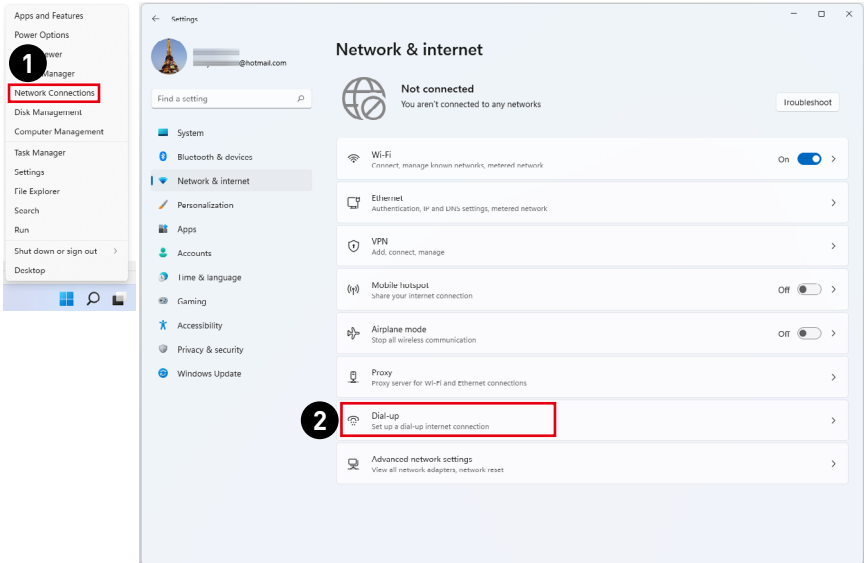 Apps and Features
Power Options
ewer
1
Manager
Network Connections
Disk Management
Computer Management
Task Manager
Settings
File Explorer
Search
Run
Shut down or sign out
Desktop
Settings
@hotmail.com
Find a setting
System
Bluetooth & devices
Network & internet
Personalization
Apps
Accounts
Time & language
Gaming
Accessibility
Privacy & security
Windows Update
Network & internet
Not connected
You aren't connected to any networks
Troubleshoot
Wi-Fi
Connect, manage known networks, metered network
On
Ethernet
Authentication, IP and DNS settings, metered network
VPN
Add, connect, manage
Mobile hotspot
Share your internet connection
Off
Airplane mode
Stop all wireless communication
Off
Proxy
Proxy server for Wi-Fi and Ethernet connections
2
Dial-up
Set up a dial-up internet connection
Advanced network settings
View all network adapters, network reset